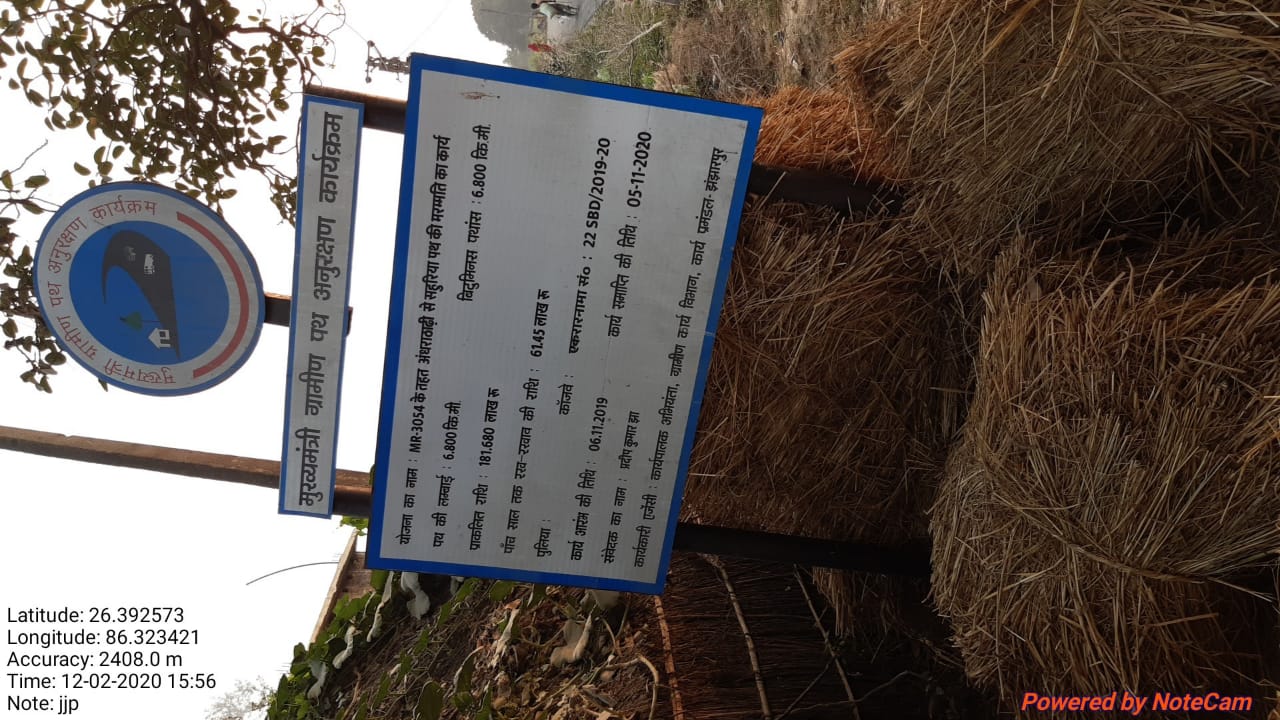 मुख्यमंत्री ग्रामीण पथ अनुरक्षण कार्यक्रम
मुख्यमंत्री ग्रामीण पथ अनुरक्षण कार्यक्रम
योजना का नाम : MR-3054 के तहत अंधराठाढ़ी से सहुरिया पथ की मरम्मति का कार्य
पथ की लम्बाई : 6.800 कि.मी. बिटुमिनस पथांस : 6.800 कि.मी.
प्राकलित राशि : 181.680 लाख रू
पाँच साल तक रख-रखाव की राशि : 61.45 लाख रू
पुलिया : कॉजवे : एकरारनामा सं० : 22 SBD/2019-20
कार्य आरंभ की तिथि : 06.11.2019 कार्य समाप्ति की तिथि : 05-11-2020
संवेदक का नाम : प्रदीप कुमार झा
कार्यकारी एजेंसी : कार्यपालक अभियंता, ग्रामीण कार्य विभाग, कार्य प्रमंडल- झंझारपुर
Latitude: 26.392573
Longitude: 86.323421
Accuracy: 2408.0 m
Time: 12-02-2020 15:56
Note: jjp
Powered by NoteCam